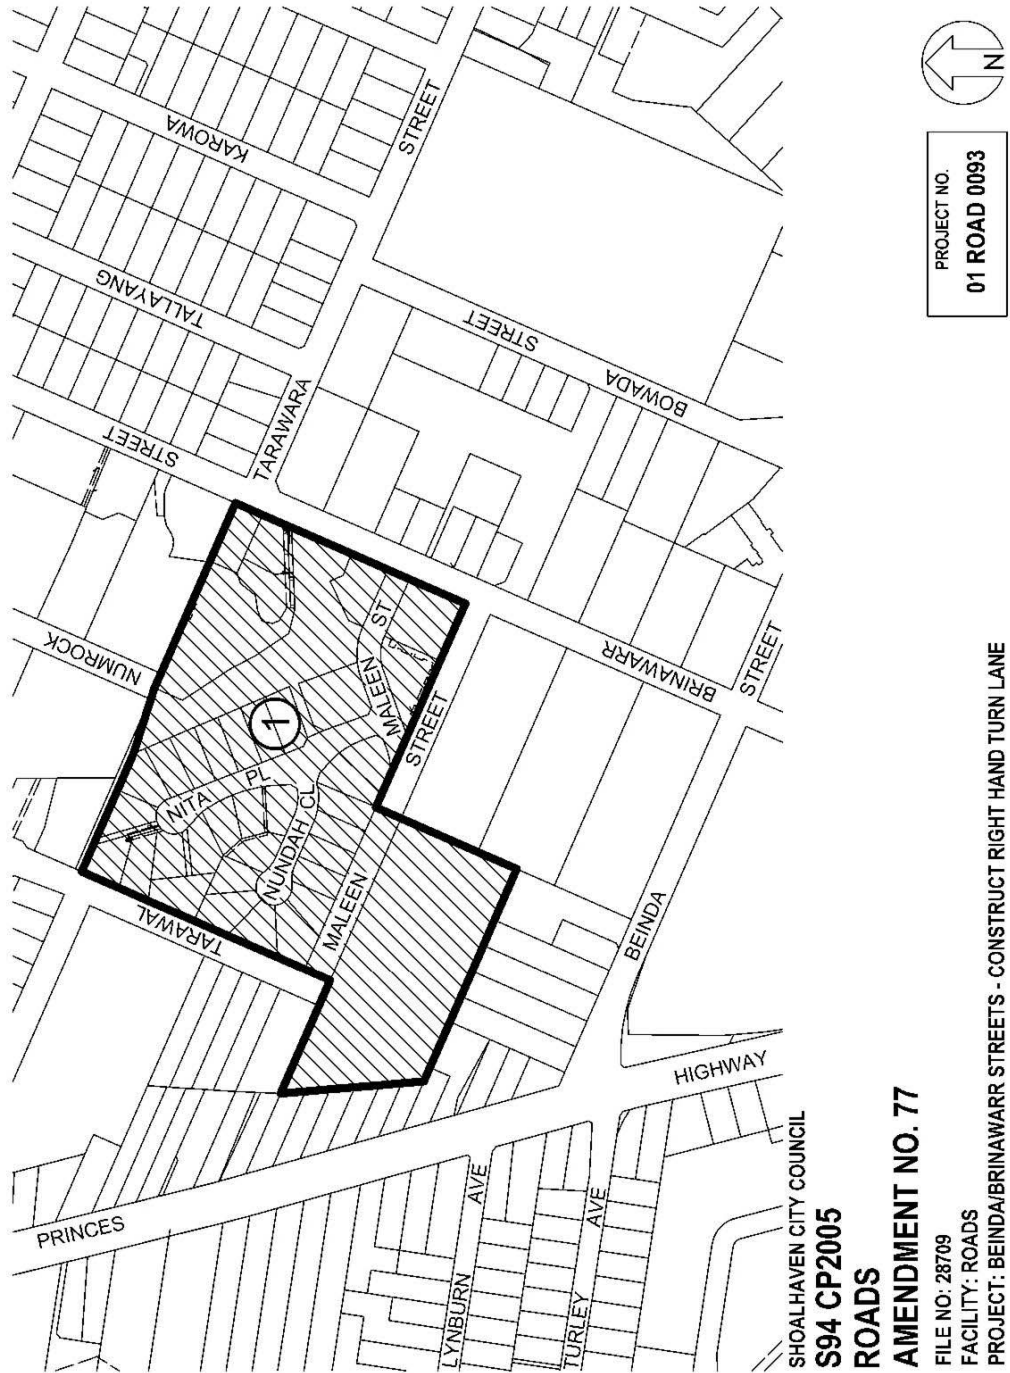 KAROWA
STREET
TALLAYANG
STREET
TARAWARA
STREET
BOWADA
NUMROCK
MALEEN ST
STREET
BRINAWARR
STREET
1
NITA PL
NUNDAH CL
MALEEN
TARAWAL
BEINDA
HIGHWAY
PRINCES
LYNBURN AVE
TURLEY AVE
N
PROJECT NO.
01 ROAD 0093
SHOALHAVEN CITY COUNCIL
S94 CP2005
ROADS
AMENDMENT NO. 77
FILE NO: 28709
FACILITY: ROADS
PROJECT: BEINDA/BRINAWARR STREETS - CONSTRUCT RIGHT HAND TURN LANE